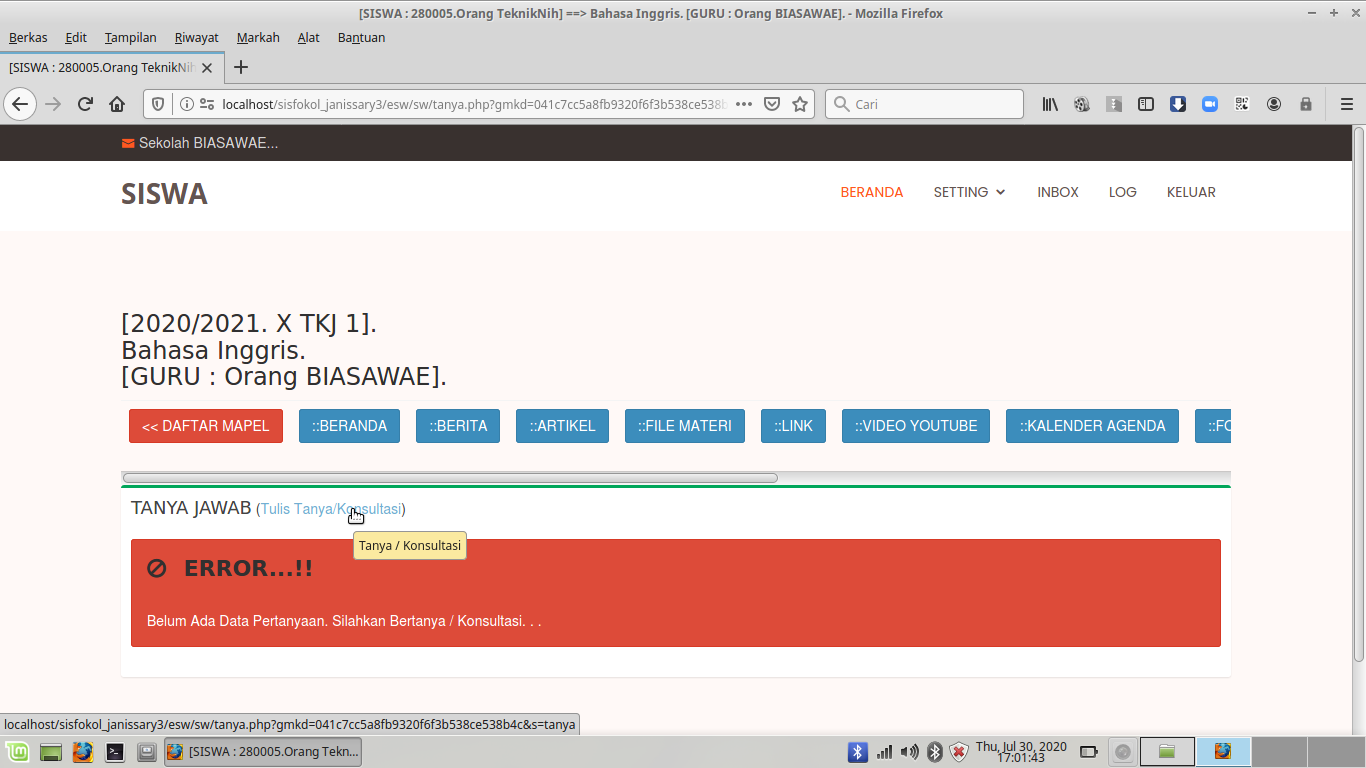 [SISWA : 280005.Orang TeknikNih] ==> Bahasa Inggris. [GURU : Orang BIASAWAE]. - Mozilla Firefox
Berkas Edit Tampilan Riwayat Markah Alat Bantuan
[SISWA : 280005.Orang TeknikNih
localhost/sisfokol_janissary3/esw/sw/tanya.php?gmkd=041c7cc5a8fb9320f6f3b538ce538b
Cari
Sekolah BIASAWAE...
SISWA
BERANDA SETTING INBOX LOG KELUAR
[2020/2021. X TKJ 1].
Bahasa Inggris.
[GURU : Orang BIASAWAE].
<< DAFTAR MAPEL ::BERANDA ::BERITA ::ARTIKEL ::FILE MATERI ::LINK ::VIDEO YOUTUBE ::KALENDER AGENDA ::FO
TANYA JAWAB (Tulis Tanya/Konsultasi)
Tanya / Konsultasi
ERROR...!!
Belum Ada Data Pertanyaan. Silahkan Bertanya / Konsultasi. . .
localhost/sisfokol_janissary3/esw/sw/tanya.php?gmkd=041c7cc5a8fb9320f6f3b538ce538b4c&s=tanya
[SISWA : 280005.Orang Tekn...
Thu, Jul 30, 2020
17:01:43